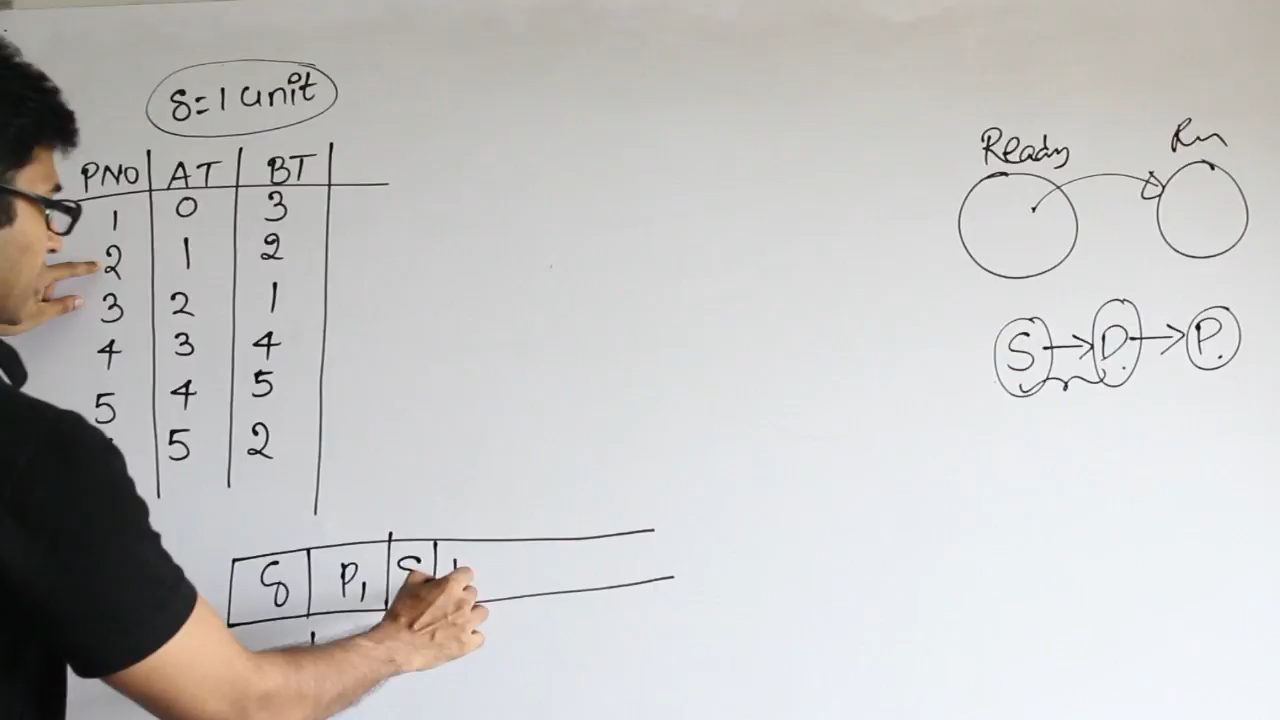 δ=1 unit
PNO AT BT
1 0 3
2 1 2
3 2 1
4 3 4
5 4 5
5 2
δ P1 δ
Ready Run
S D P